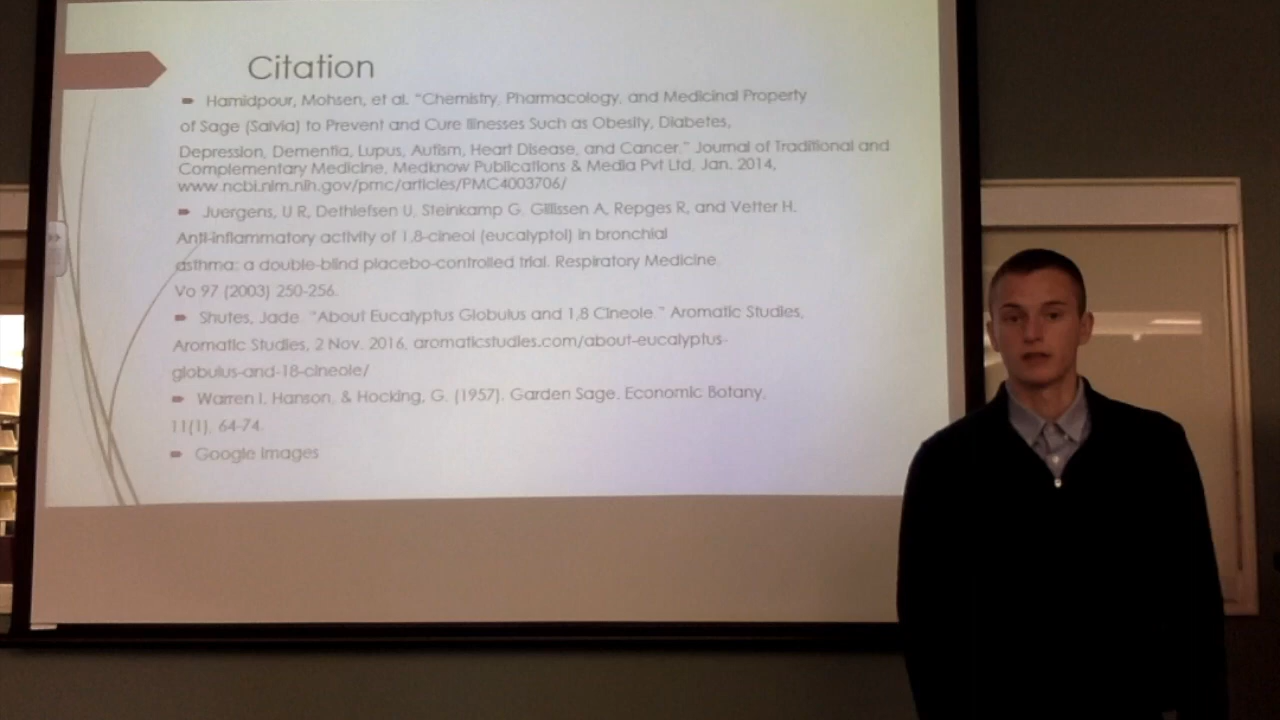 Citation
Hamidpour, Mohsen, et al. "Chemistry, Pharmacology, and Medicinal Property
of Sage (Salvia) to Prevent and Cure Illnesses Such as Obesity, Diabetes,
Depression, Dementia, Lupus, Autism, Heart Disease, and Cancer." Journal of Traditional and
Complementary Medicine, Medknow Publications & Media Pvt Ltd, Jan. 2014,
www.ncbi.nlm.nih.gov/pmc/articles/PMC4003706/
Juergens, U R, Dethlefsen U, Steinkamp G, Gillissen A, Repges R, and Vetter H.
Anti-inflammatory activity of 1,8-cineol (eucalyptol) in bronchial
asthma: a double-blind placebo-controlled trial. Respiratory Medicine.
Vo 97 (2003) 250-256.
Shutes, Jade. "About Eucalyptus Globulus and 1,8 Cineole." Aromatic Studies,
Aromatic Studies, 2 Nov. 2016, aromaticstudies.com/about-eucalyptus-
globulus-and-18-cineole/
Warren I. Hanson, & Hocking, G. (1957). Garden Sage. Economic Botany,
11(1), 64-74.
Google Images